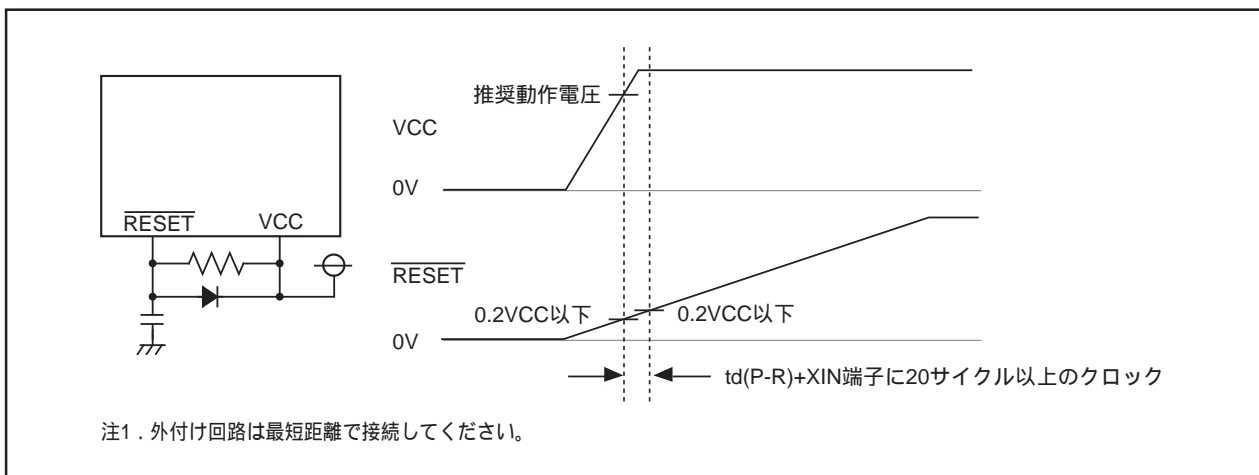 推奨動作電圧
VCC
0V
RESET VCC
RESET
0.2VCC以下 0.2VCC以下
0V
td(P-R)+XIN端子に20サイクル以上のクロック
注1．外付け回路は最短距離で接続してください。